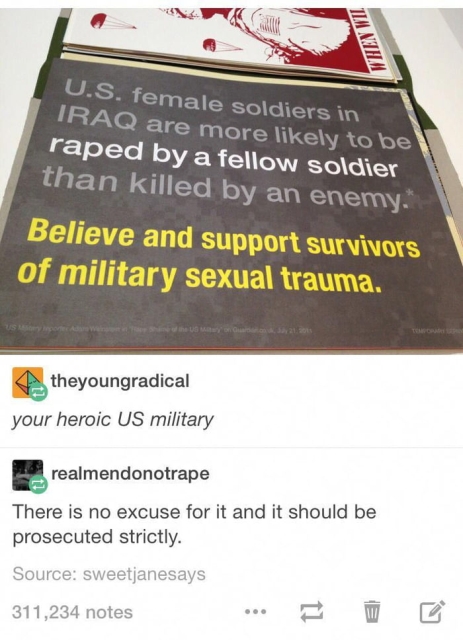 WHEN WIL
U.S. female soldiers in
IRAQ are more likely to be
raped by a fellow soldier
than killed by an enemy.*
Believe and support survivors
of military sexual trauma.
theyoungradical
your heroic US military
realmendonotrape
There is no excuse for it and it should be
prosecuted strictly.
Source: sweetjanesays
311,234 notes